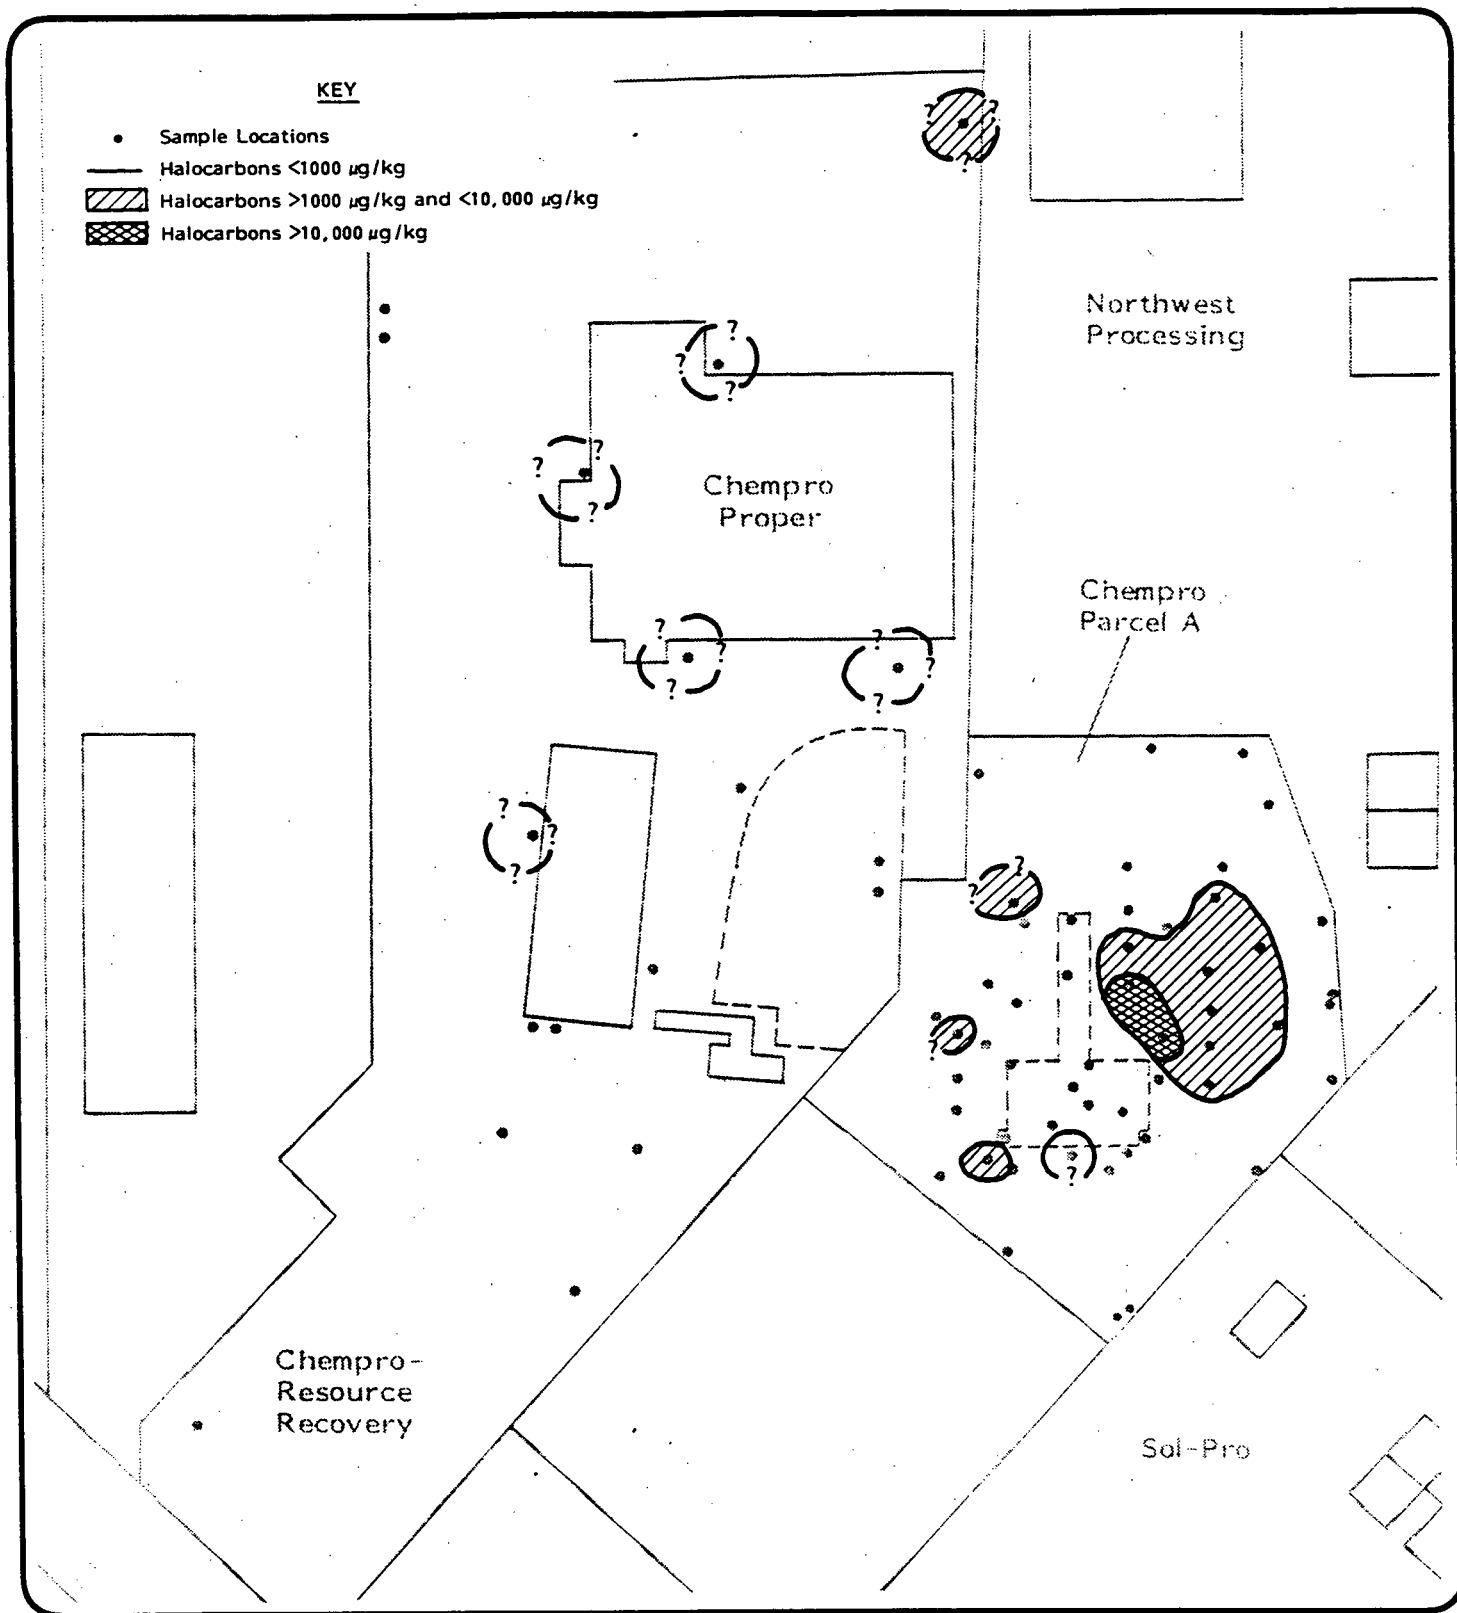 KEY
Sample Locations
Halocarbons <1000 µg/kg
Halocarbons >1000 µg/kg and <10,000 µg/kg
Halocarbons >10,000 µg/kg
? ?
?
Northwest
Processing
?
?
?
?
?
?
Chempro
Proper
Chempro
Parcel A
?
?
?
?
?
?
?
?
?
?
?
?
?
?
Chempro-
Resource
Recovery
Sol-Pro